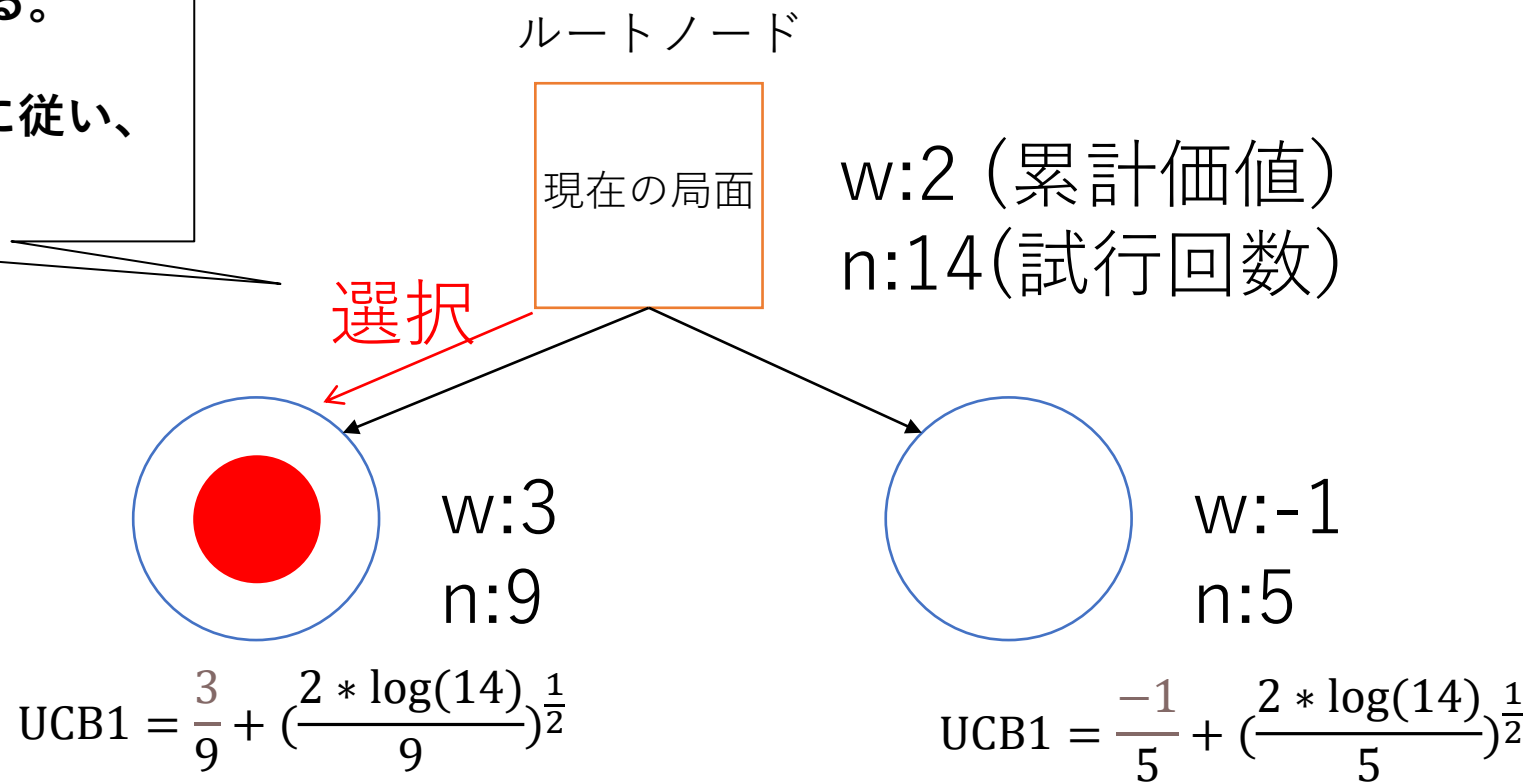 る。
に従い、
ルートノード
現在の局面
w:2 (累計価値)
n:14(試行回数)
選択
w:3
n:9
w:-1
n:5
UCB1 = 3/9 + (2 * log(14)/9)^1/2
UCB1 = -1/5 + (2 * log(14)/5)^1/2